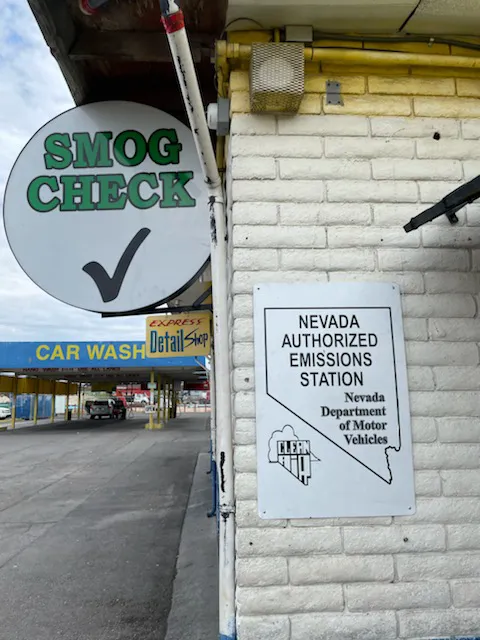 SMOG
CHECK
EXPRESS
Detail Shop
CAR WASH
NEVADA
AUTHORIZED
EMISSIONS
STATION
Nevada
Department
of Motor
Vehicles
CLEAN
AIR